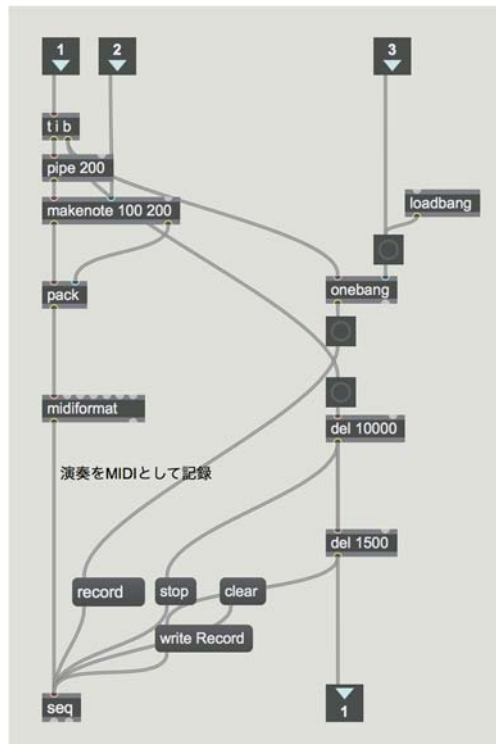 1
2
3
t i b
pipe 200
makenote 100 200
loadbang
pack
onebang
midiformat
del 10000
演奏をMIDIとして記録
del 1500
record
stop
clear
write Record
seq
1